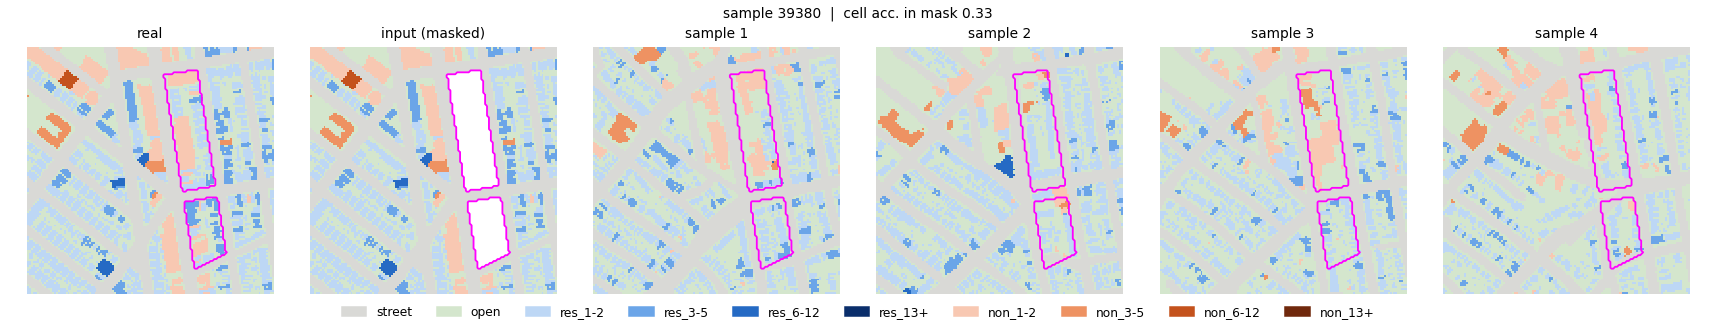 sample 39380  |  cell acc. in mask 0.33
real
input (masked)
sample 1
sample 2
sample 3
sample 4
street
open
res_1-2
res_3-5
res_6-12
res_13+
non_1-2
non_3-5
non_6-12
non_13+